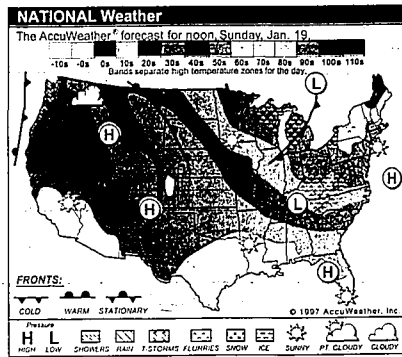 NATIONAL Weather
The AccuWeather® forecast for noon, Sunday, Jan. 19.
-10s -0s 0s 10s 20s 30s 40s 50s 60s 70s 80s 90s 100s 110s
Bands separate high temperature zones for the day.
L
H
H
H
L
H
FRONTS:
COLD WARM STATIONARY
© 1997 AccuWeather, Inc.
Pressure
H L
HIGH LOW SHOWERS RAIN T-STORMS FLURRIES SNOW ICE SUNNY PT. CLOUDY CLOUDY